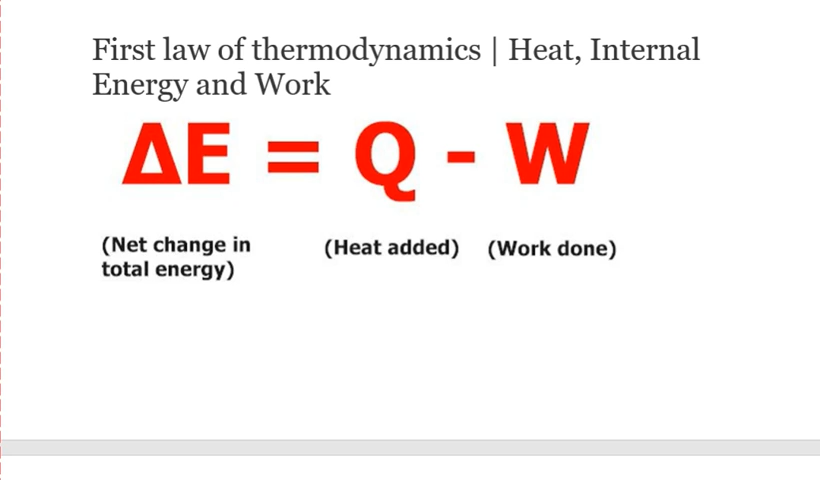 First law of thermodynamics | Heat, Internal
Energy and Work
ΔE = Q - W
(Net change in
total energy)
(Heat added)
(Work done)